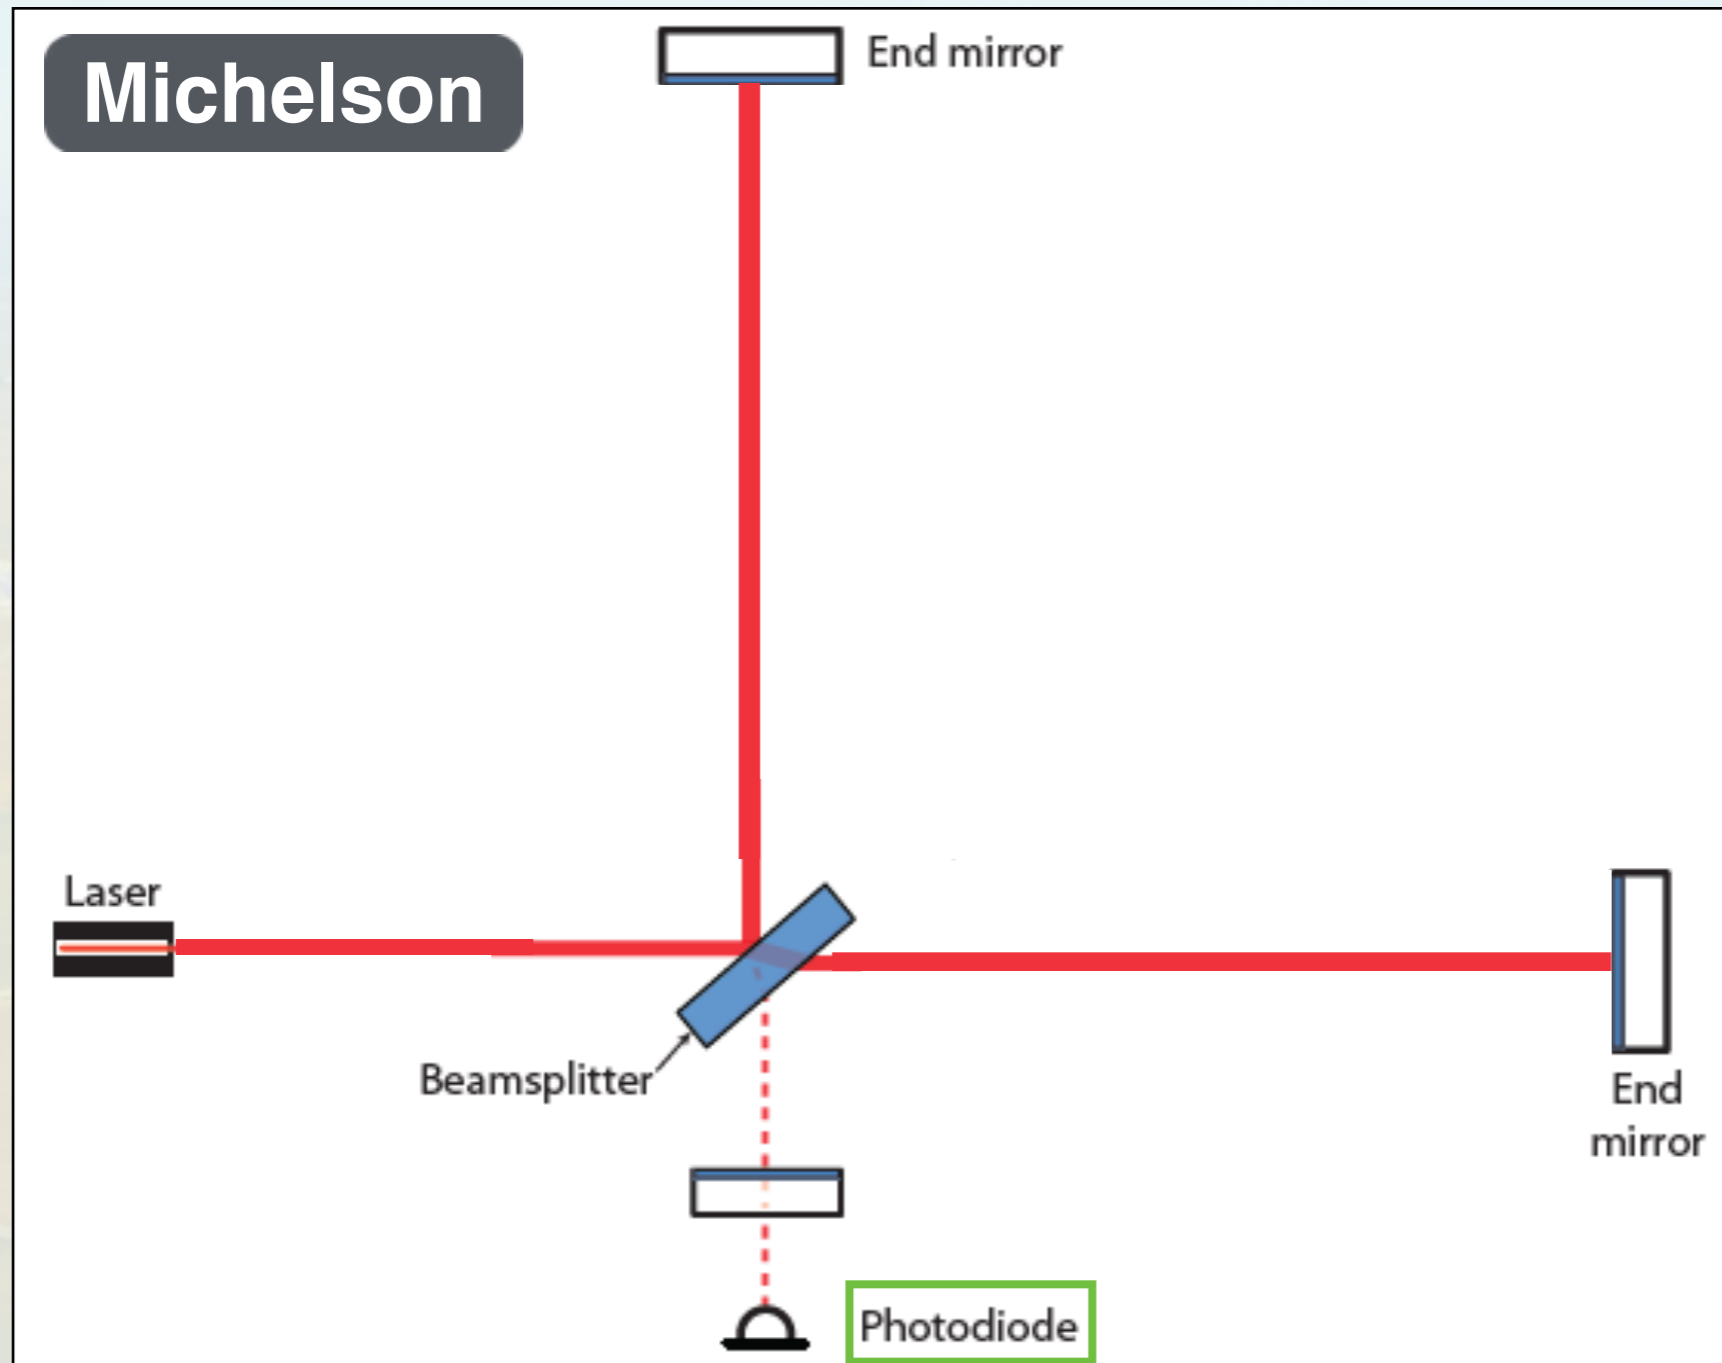 Michelson
End mirror
Laser
Beamsplitter
End
mirror
Photodiode